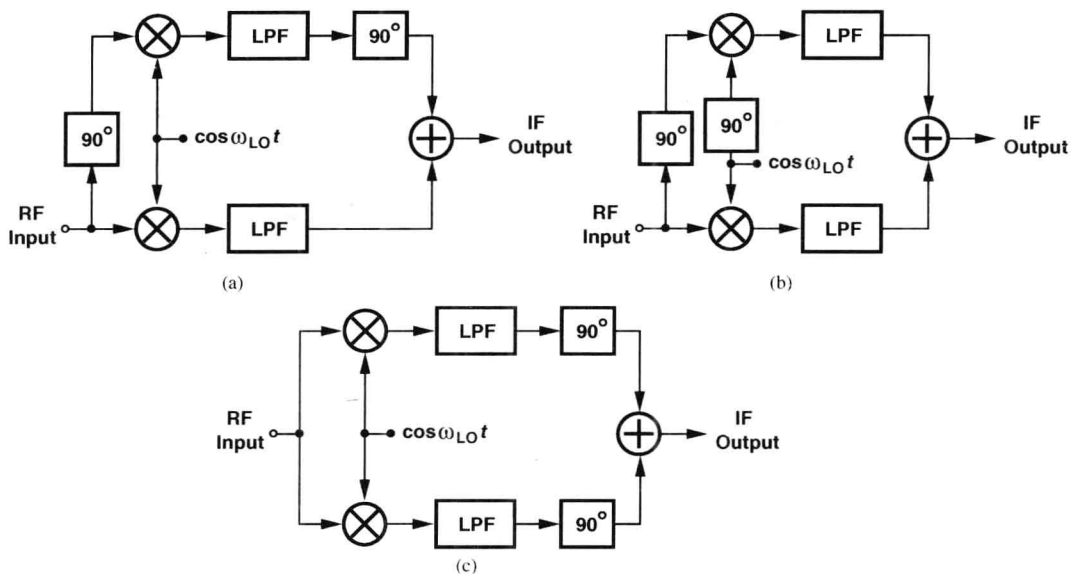 LPF
90°
90°
cos ω_LO t
IF
Output
RF
Input
LPF
(a)
LPF
90°
90°
cos ω_LO t
IF
Output
RF
Input
LPF
(b)
LPF
90°
RF
Input
cos ω_LO t
IF
Output
LPF
90°
(c)